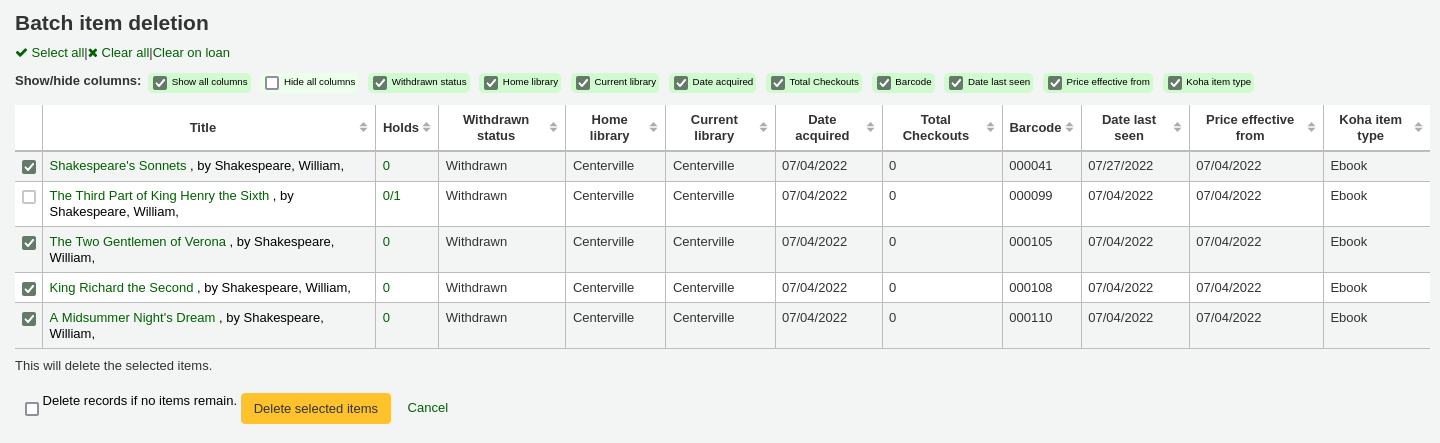 Batch item deletion
Select all|Clear all|Clear on loan
Show/hide columns: Show all columns Hide all columns Withdrawn status Home library Current library Date acquired Total Checkouts Barcode Date last seen Price effective from Koha item type
Title Holds Withdrawn status Home library Current library Date acquired Total Checkouts Barcode Date last seen Price effective from Koha item type
Shakespeare's Sonnets , by Shakespeare, William, 0 Withdrawn Centerville Centerville 07/04/2022 0 000041 07/27/2022 07/04/2022 Ebook
The Third Part of King Henry the Sixth , by 0/1 Withdrawn Centerville Centerville 07/04/2022 0 000099 07/04/2022 07/04/2022 Ebook
Shakespeare, William,
The Two Gentlemen of Verona , by Shakespeare, 0 Withdrawn Centerville Centerville 07/04/2022 0 000105 07/04/2022 07/04/2022 Ebook
William,
King Richard the Second , by Shakespeare, William, 0 Withdrawn Centerville Centerville 07/04/2022 0 000108 07/04/2022 07/04/2022 Ebook
A Midsummer Night's Dream , by Shakespeare, 0 Withdrawn Centerville Centerville 07/04/2022 0 000110 07/04/2022 07/04/2022 Ebook
William,
This will delete the selected items.
Delete records if no items remain. Delete selected items Cancel